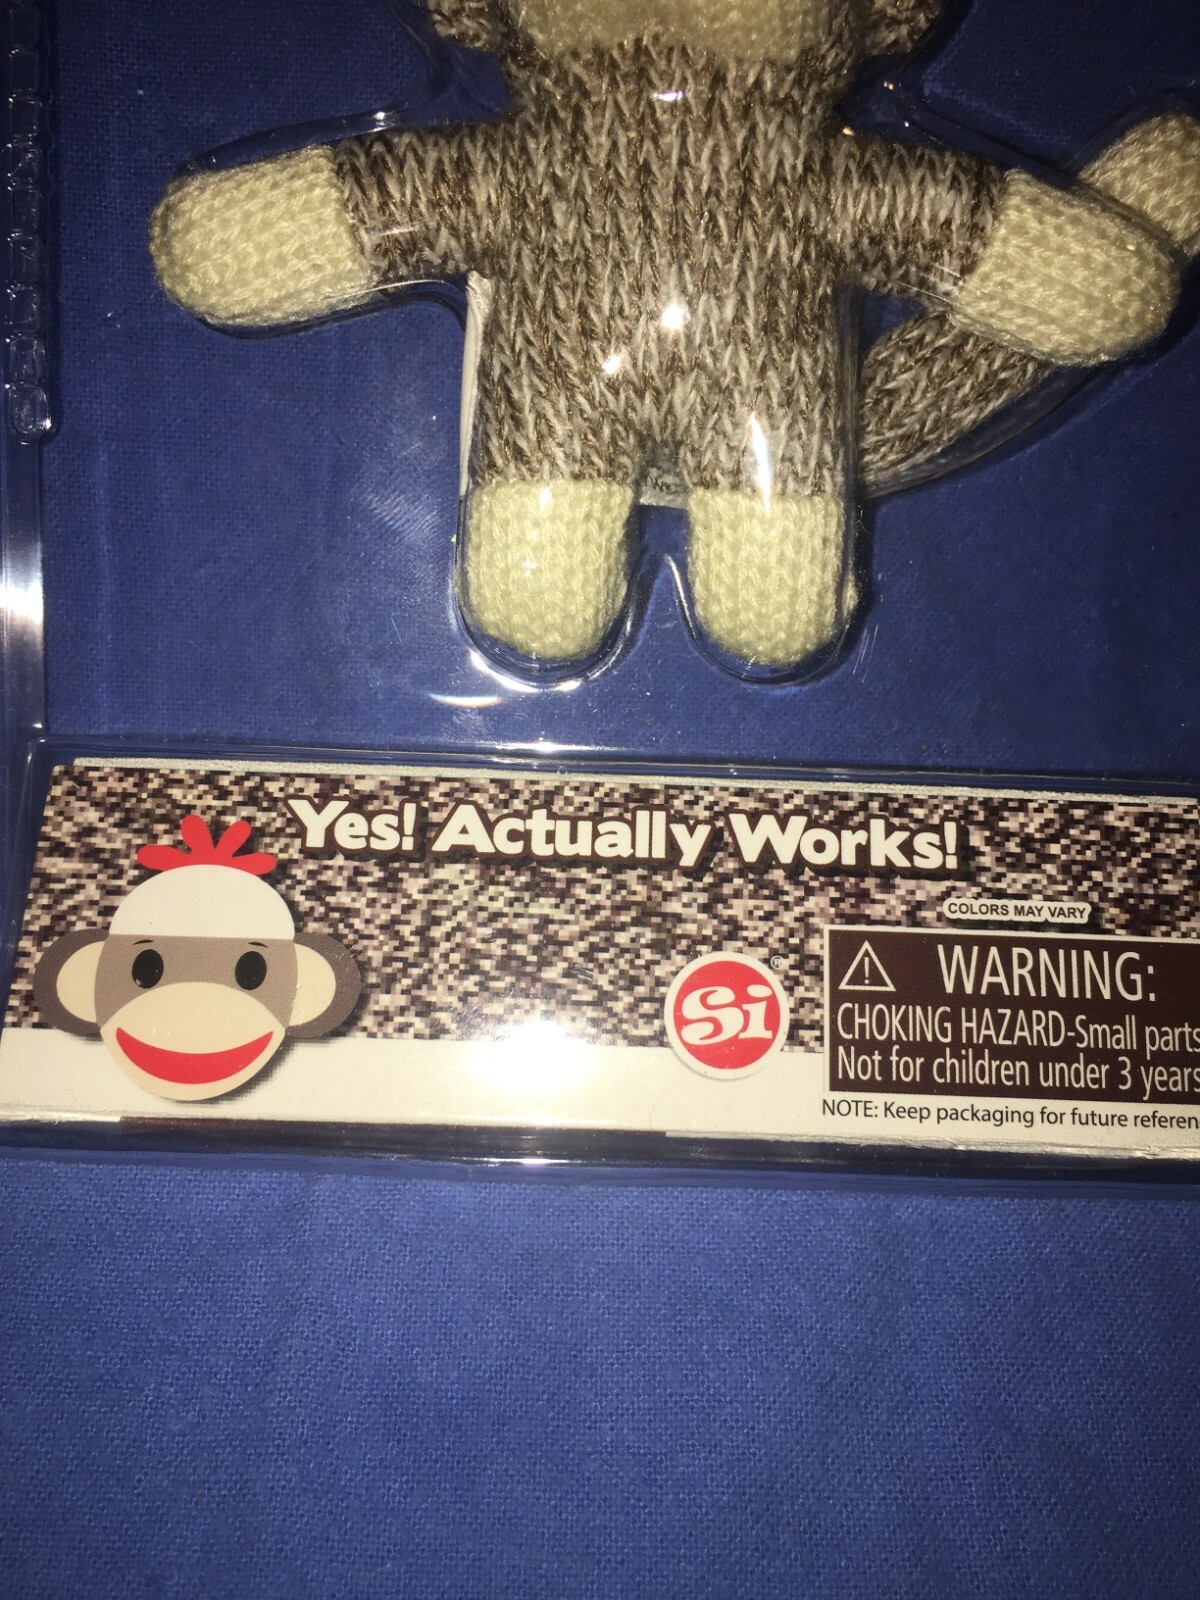 Yes! Actually Works!
COLORS MAY VARY
Si ®
WARNING:
CHOKING HAZARD-Small parts
Not for children under 3 years
NOTE: Keep packaging for future referen